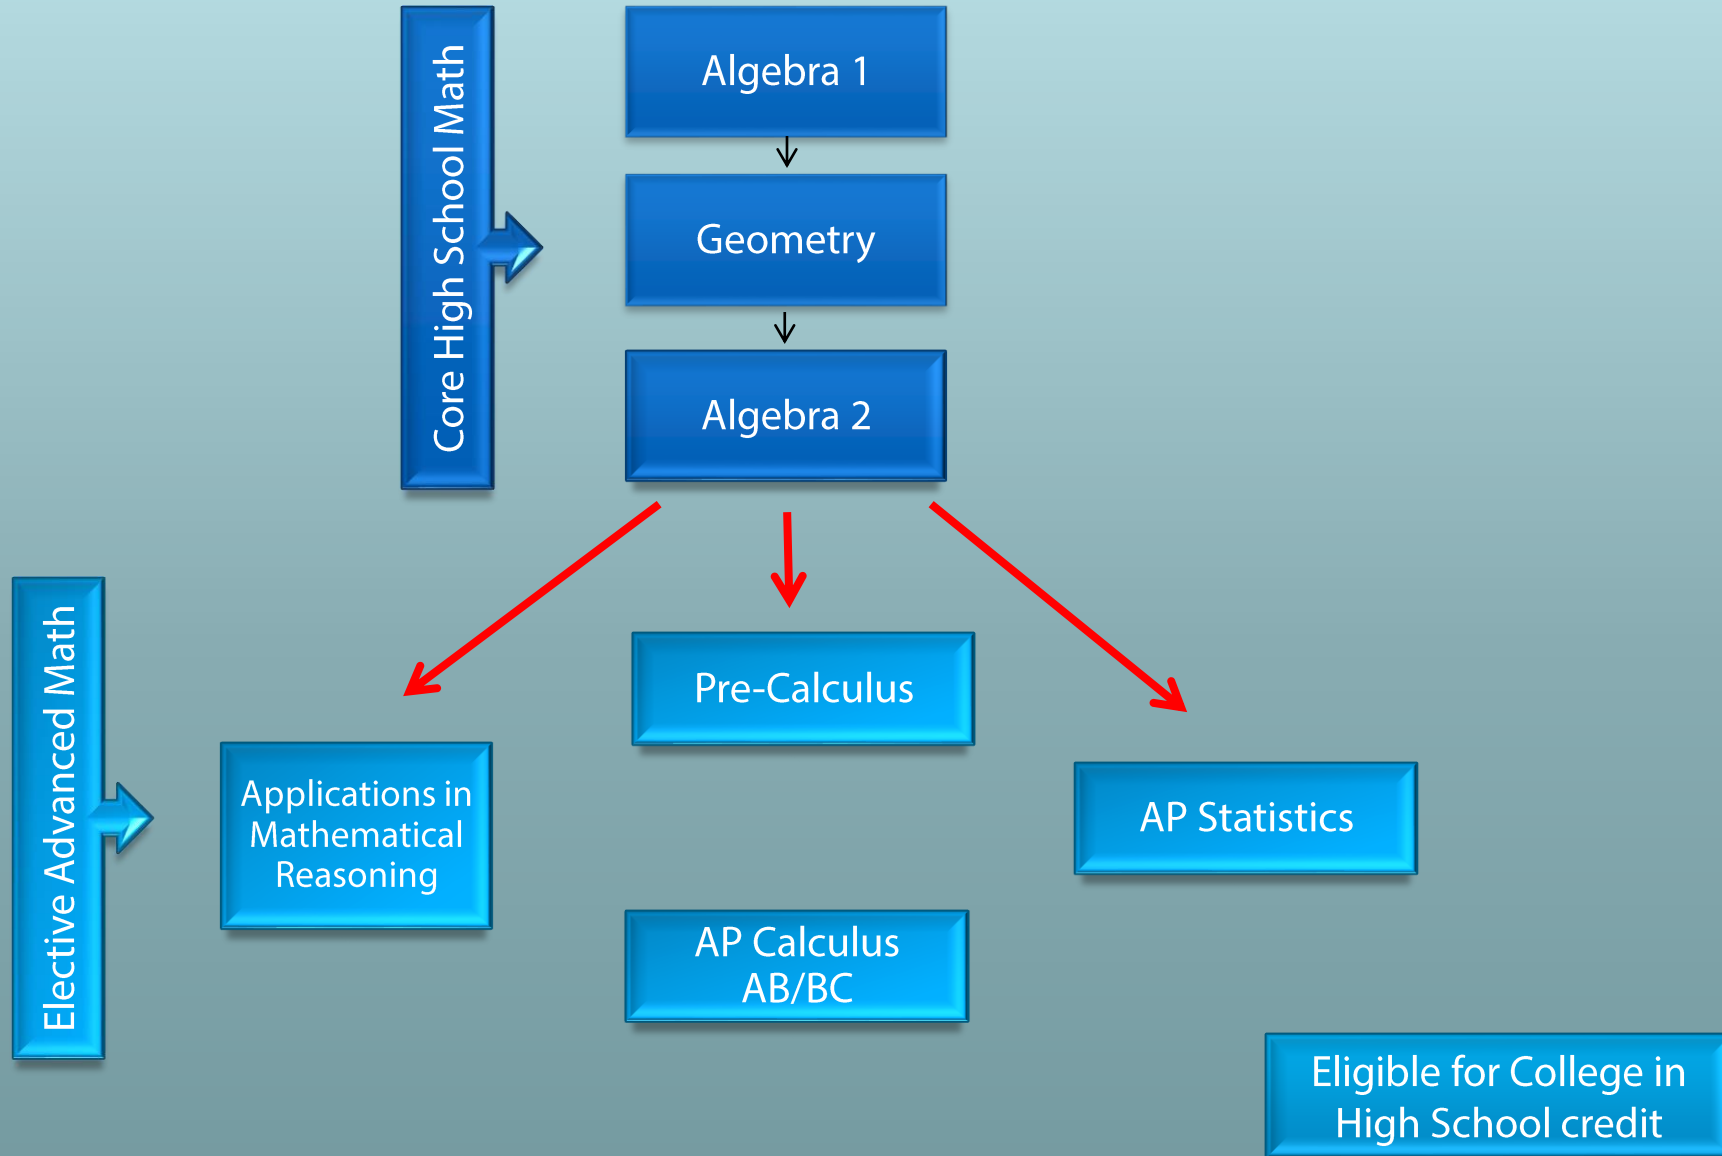 Core High School Math
Algebra 1
Geometry
Algebra 2
Elective Advanced Math
Pre-Calculus
Applications in
Mathematical
Reasoning
AP Statistics
AP Calculus
AB/BC
Eligible for College in
High School credit